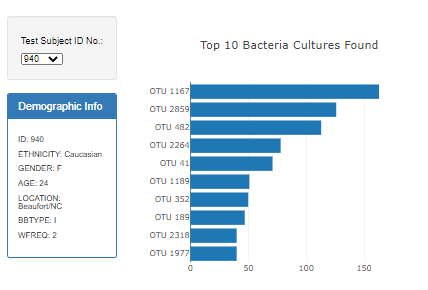 Test Subject ID No.:
940
Demographic Info
ID: 940
ETHNICITY: Caucasian
GENDER: F
AGE: 24
LOCATION:
Beaufort/NC
BBTYPE: I
WFREQ: 2
Top 10 Bacteria Cultures Found
OTU 1167
OTU 2859
OTU 482
OTU 2264
OTU 41
OTU 1189
OTU 352
OTU 189
OTU 2318
OTU 1977
0 50 100 150